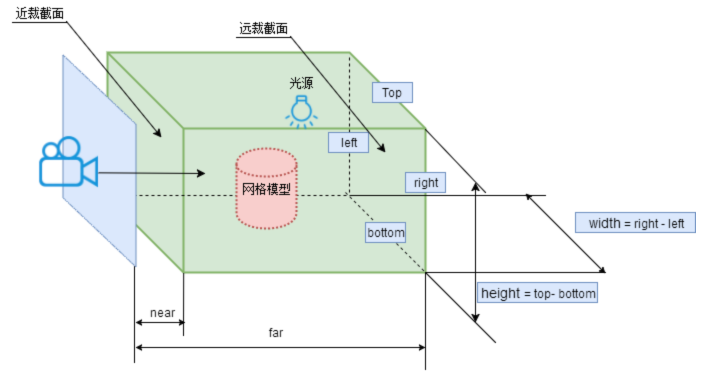 近裁截面
远裁截面
光源
Top
left
right
网格模型
bottom
width = right - left
height = top- bottom
near
far